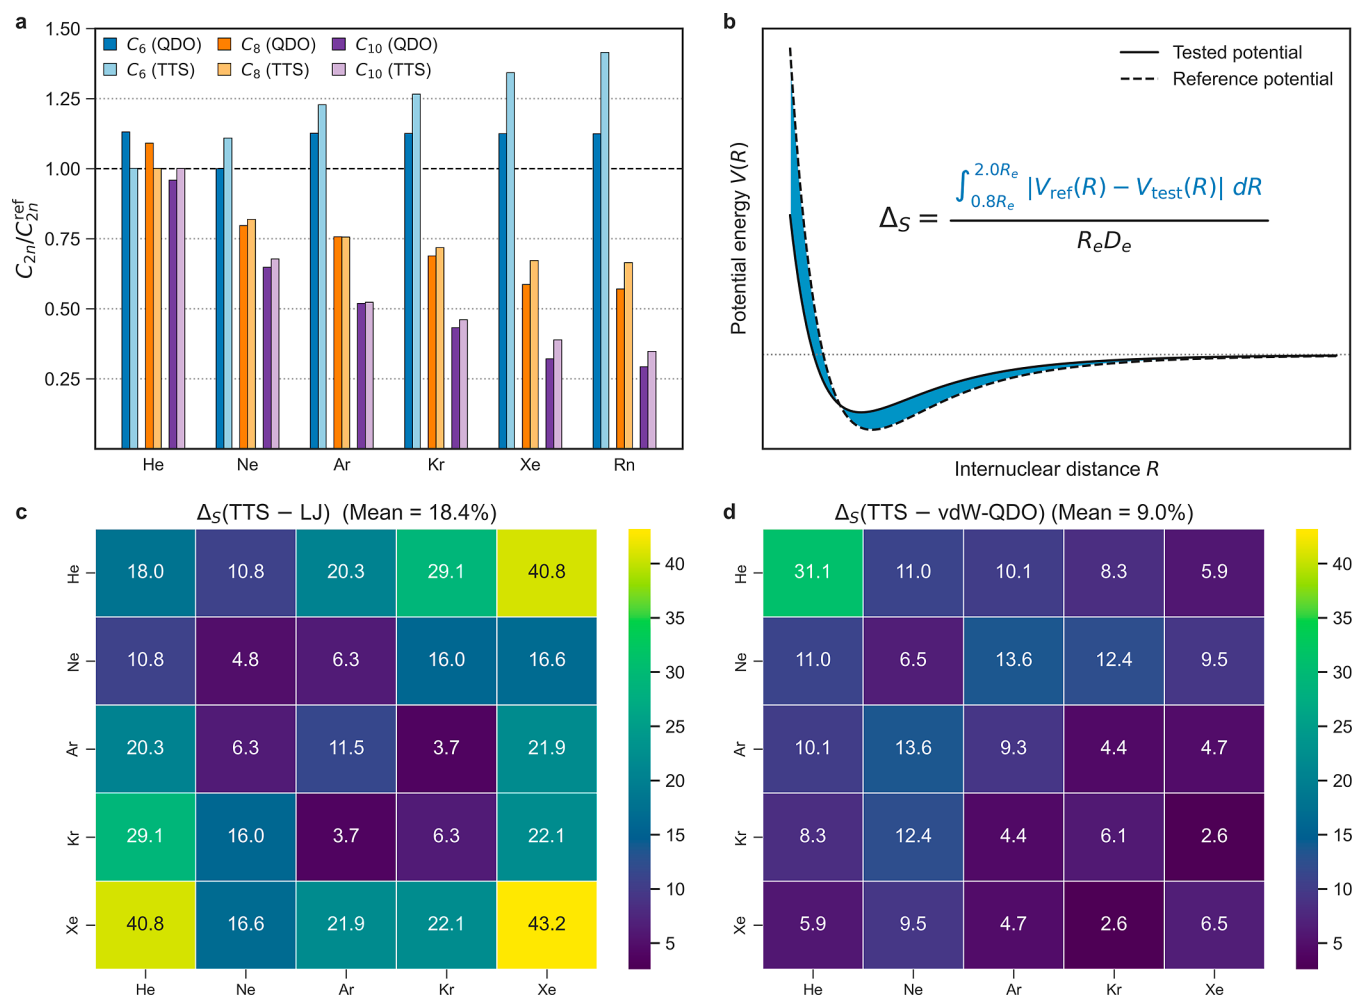 a
1.50
1.25
1.00
0.75
0.50
0.25
C2n/C2n^ref
C6 (QDO) C8 (QDO) C10 (QDO)
C6 (TTS) C8 (TTS) C10 (TTS)
He Ne Ar Kr Xe Rn
b
Potential energy V(R)
Tested potential
Reference potential
ΔS = ∫_{0.8Re}^{2.0Re} |Vref(R) − Vtest(R)| dR
ReDe
Internuclear distance R
c
ΔS(TTS − LJ) (Mean = 18.4%)
He 18.0 10.8 20.3 29.1 40.8
Ne 10.8 4.8 6.3 16.0 16.6
Ar 20.3 6.3 11.5 3.7 21.9
Kr 29.1 16.0 3.7 6.3 22.1
Xe 40.8 16.6 21.9 22.1 43.2
He Ne Ar Kr Xe
40
35
30
25
20
15
10
5
d
ΔS(TTS − vdW-QDO) (Mean = 9.0%)
He 31.1 11.0 10.1 8.3 5.9
Ne 11.0 6.5 13.6 12.4 9.5
Ar 10.1 13.6 9.3 4.4 4.7
Kr 8.3 12.4 4.4 6.1 2.6
Xe 5.9 9.5 4.7 2.6 6.5
He Ne Ar Kr Xe
40
35
30
25
20
15
10
5